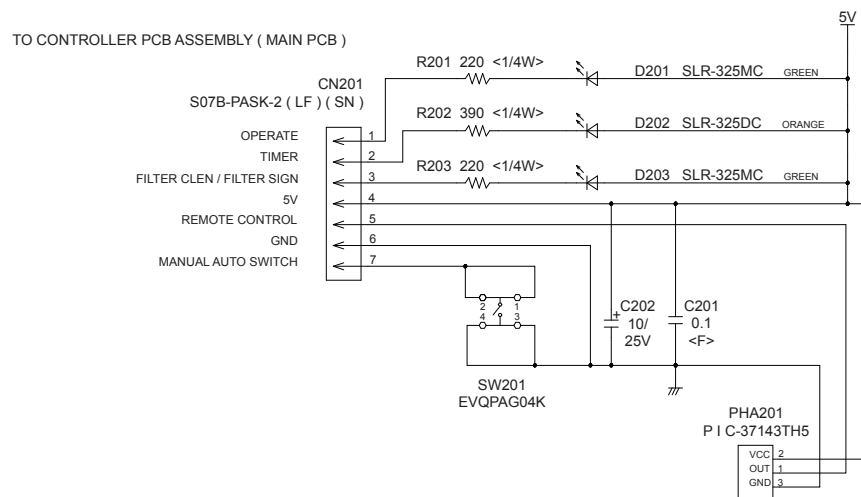 5V
TO CONTROLLER PCB ASSEMBLY ( MAIN PCB )
R201 220 <1/4W>
D201 SLR-325MC GREEN
CN201
S07B-PASK-2 ( LF ) ( SN )
R202 390 <1/4W>
D202 SLR-325DC ORANGE
OPERATE 1
TIMER 2
R203 220 <1/4W>
D203 SLR-325MC GREEN
FILTER CLEN / FILTER SIGN 3
5V 4
REMOTE CONTROL 5
GND 6
MANUAL AUTO SWITCH 7
2 1
4 3
C202
10/
25V
+
C201
0.1
<F>
SW201
EVQPAG04K
PHA201
P I C-37143TH5
VCC 2
OUT 1
GND 3